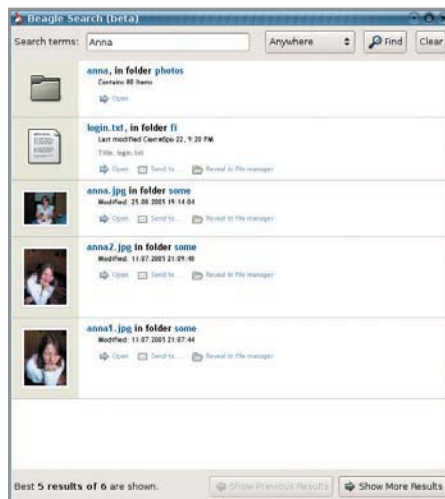 Beagle Search (beta)
Search terms: Anna Anywhere Find Clear
anna, in folder photos
Contains 80 Items
Open
login.txt, in folder fi
Last modified Сентябрь 22, 9:20 PM
Title: login.txt
Open Send to... Reveal in File manager
anna.jpg in folder some
Modified: 25.08.2005 19:14:04
Open Send to... Reveal in File manager
anna2.jpg in folder some
Modified: 11.07.2005 21:09:48
Open Send to... Reveal in File manager
anna1.jpg in folder some
Modified: 11.07.2005 21:07:44
Open Send to... Reveal in File manager
Best 5 results of 6 are shown. Show Previous Results Show More Results